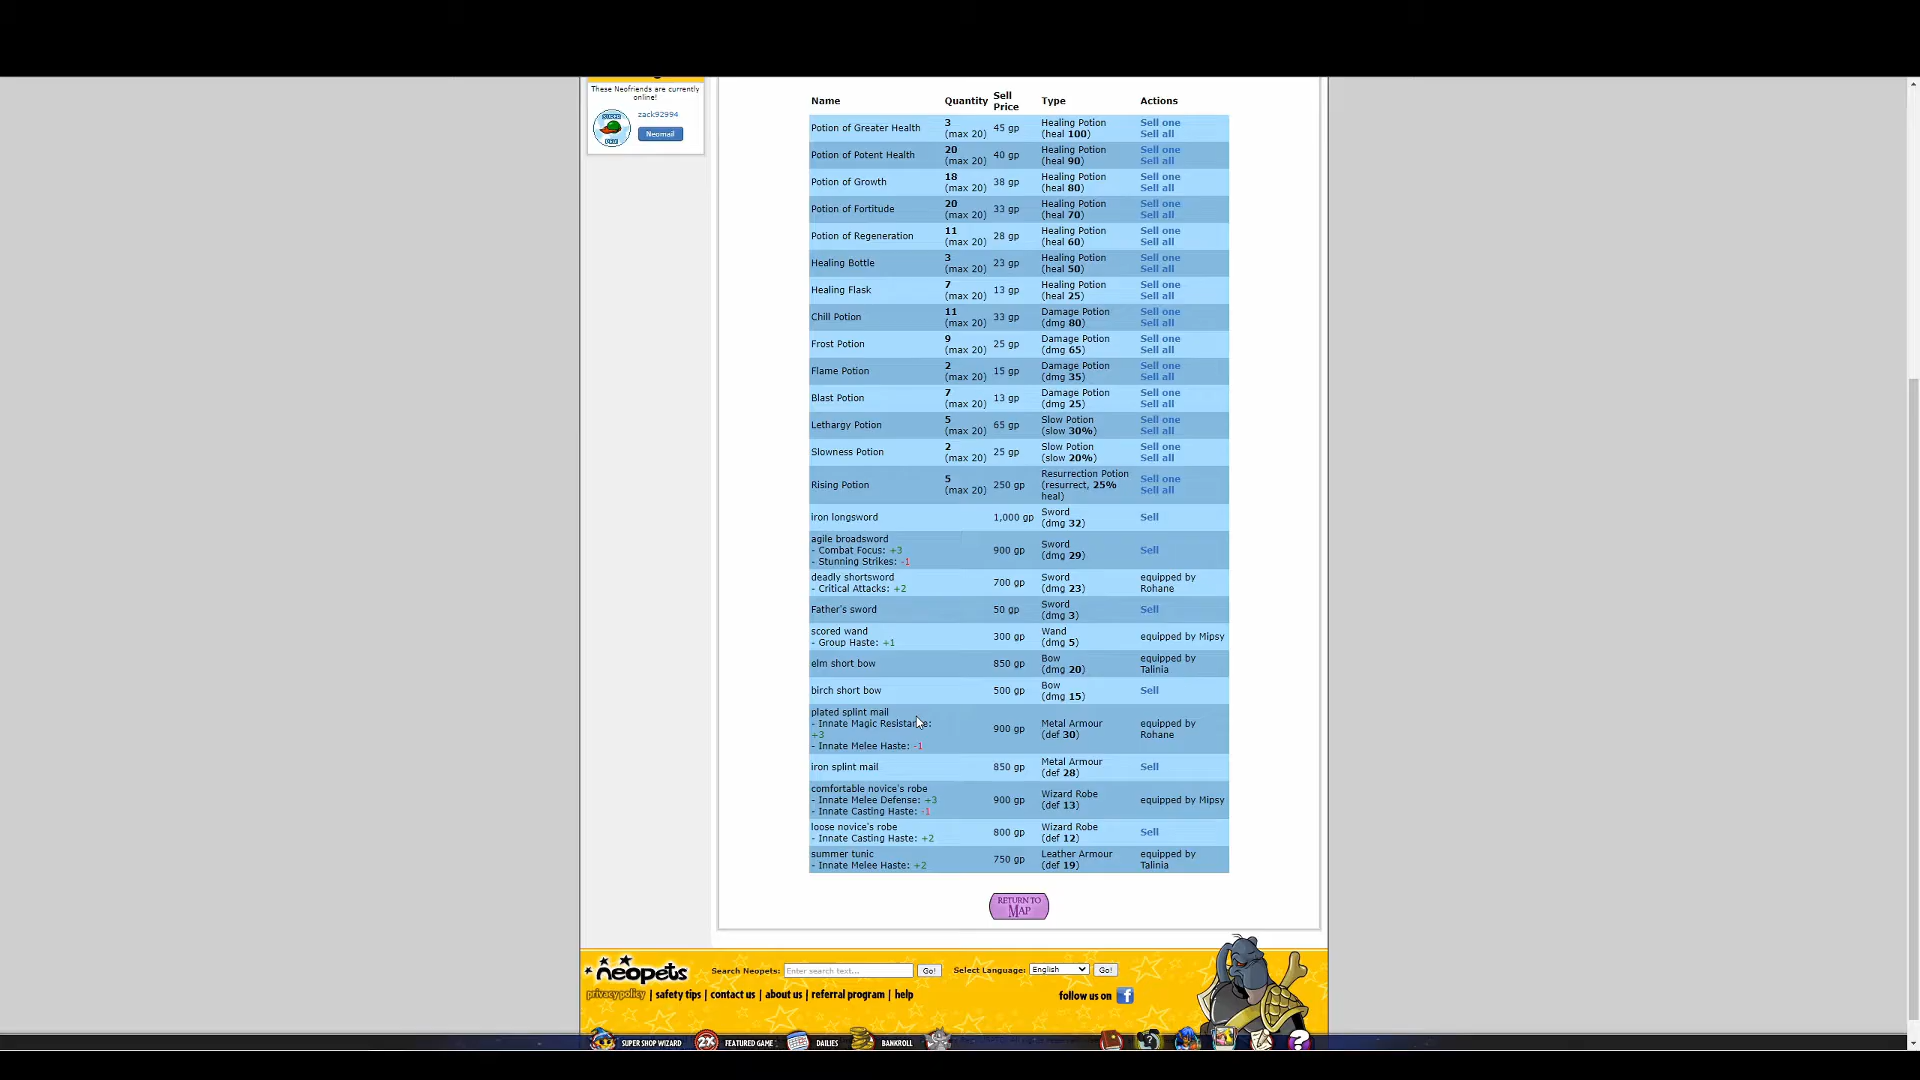 These Neofriends are currently
online!
zack92994
Neomail
Name Quantity Sell Price Type Actions
Potion of Greater Health 3 (max 20) 45 gp Healing Potion (heal 100) Sell one Sell all
Potion of Potent Health 20 (max 20) 40 gp Healing Potion (heal 90) Sell one Sell all
Potion of Growth 18 (max 20) 38 gp Healing Potion (heal 80) Sell one Sell all
Potion of Fortitude 20 (max 20) 33 gp Healing Potion (heal 70) Sell one Sell all
Potion of Regeneration 11 (max 20) 28 gp Healing Potion (heal 60) Sell one Sell all
Healing Bottle 3 (max 20) 23 gp Healing Potion (heal 50) Sell one Sell all
Healing Flask 7 (max 20) 13 gp Healing Potion (heal 25) Sell one Sell all
Chill Potion 11 (max 20) 33 gp Damage Potion (dmg 80) Sell one Sell all
Frost Potion 9 (max 20) 25 gp Damage Potion (dmg 65) Sell one Sell all
Flame Potion 2 (max 20) 15 gp Damage Potion (dmg 35) Sell one Sell all
Blast Potion 7 (max 20) 13 gp Damage Potion (dmg 25) Sell one Sell all
Lethargy Potion 5 (max 20) 65 gp Slow Potion (slow 30%) Sell one Sell all
Slowness Potion 2 (max 20) 25 gp Slow Potion (slow 20%) Sell one Sell all
Rising Potion 5 (max 20) 250 gp Resurrection Potion (resurrect, 25% heal) Sell one Sell all
iron longsword 1,000 gp Sword (dmg 32) Sell
agile broadsword - Combat Focus: +3 - Stunning Strikes: -1 900 gp Sword (dmg 29) Sell
deadly shortsword - Critical Attacks: +2 700 gp Sword (dmg 23) equipped by Rohane
Father's sword 50 gp Sword (dmg 3) Sell
scored wand - Group Haste: +1 300 gp Wand (dmg 5) equipped by Mipsy
elm short bow 850 gp Bow (dmg 20) equipped by Talinia
birch short bow 500 gp Bow (dmg 15) Sell
plated splint mail - Innate Magic Resistance: +3 - Innate Melee Haste: -1 900 gp Metal Armour (def 30) equipped by Rohane
iron splint mail 850 gp Metal Armour (def 28) Sell
comfortable novice's robe - Innate Melee Defense: +3 - Innate Casting Haste: -1 900 gp Wizard Robe (def 13) equipped by Mipsy
loose novice's robe - Innate Casting Haste: +2 800 gp Wizard Robe (def 12) Sell
summer tunic - Innate Melee Haste: +2 750 gp Leather Armour (def 19) equipped by Talinia
RETURN TO
MAP
neopets Search Neopets: Enter search text... Go! Select Language: English Go!
privacy policy | safety tips | contact us | about us | referral program | help follow us on f
SUPER SHOP WIZARD 2X FEATURED GAME DAILIES BANKROLL